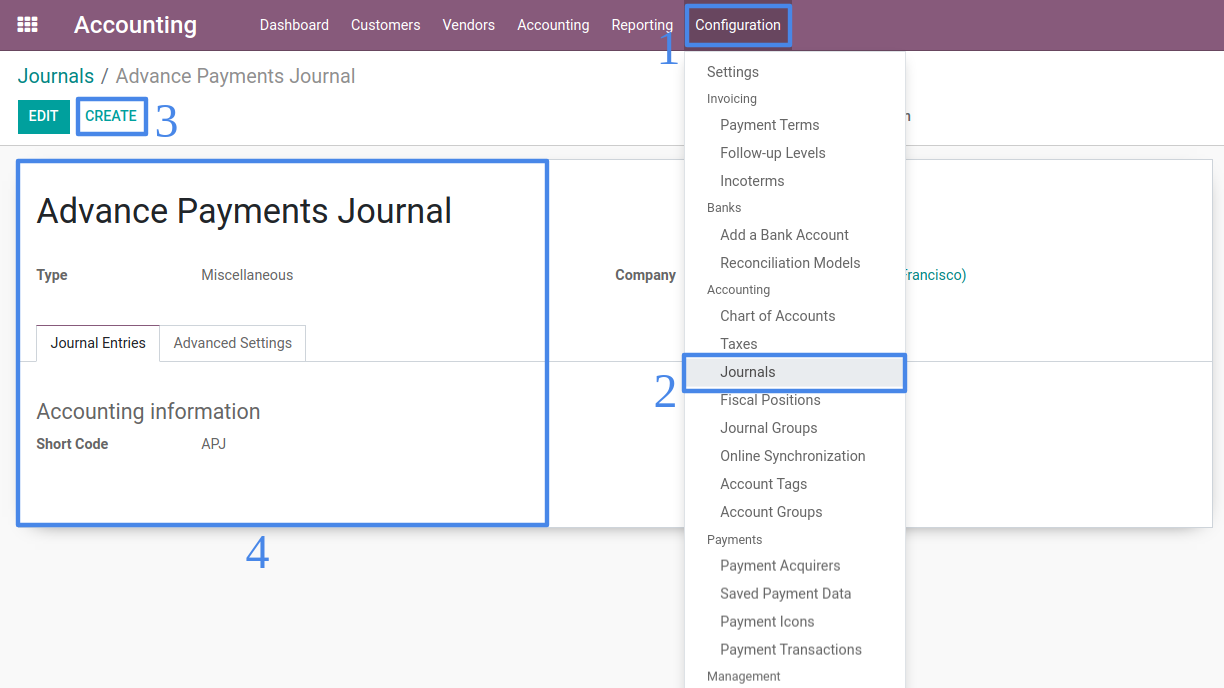 Accounting
Dashboard Customers Vendors Accounting Reporting Configuration
1
Journals / Advance Payments Journal
EDIT CREATE 3
Settings
Invoicing
Payment Terms
Follow-up Levels
Incoterms
Banks
Add a Bank Account
Reconciliation Models
Accounting
Chart of Accounts
Taxes
Journals
2
Fiscal Positions
Journal Groups
Online Synchronization
Account Tags
Account Groups
Payments
Payment Acquirers
Saved Payment Data
Payment Icons
Payment Transactions
Management
Advance Payments Journal
Type Miscellaneous
Company Francisco)
Journal Entries Advanced Settings
Accounting information
Short Code APJ
4